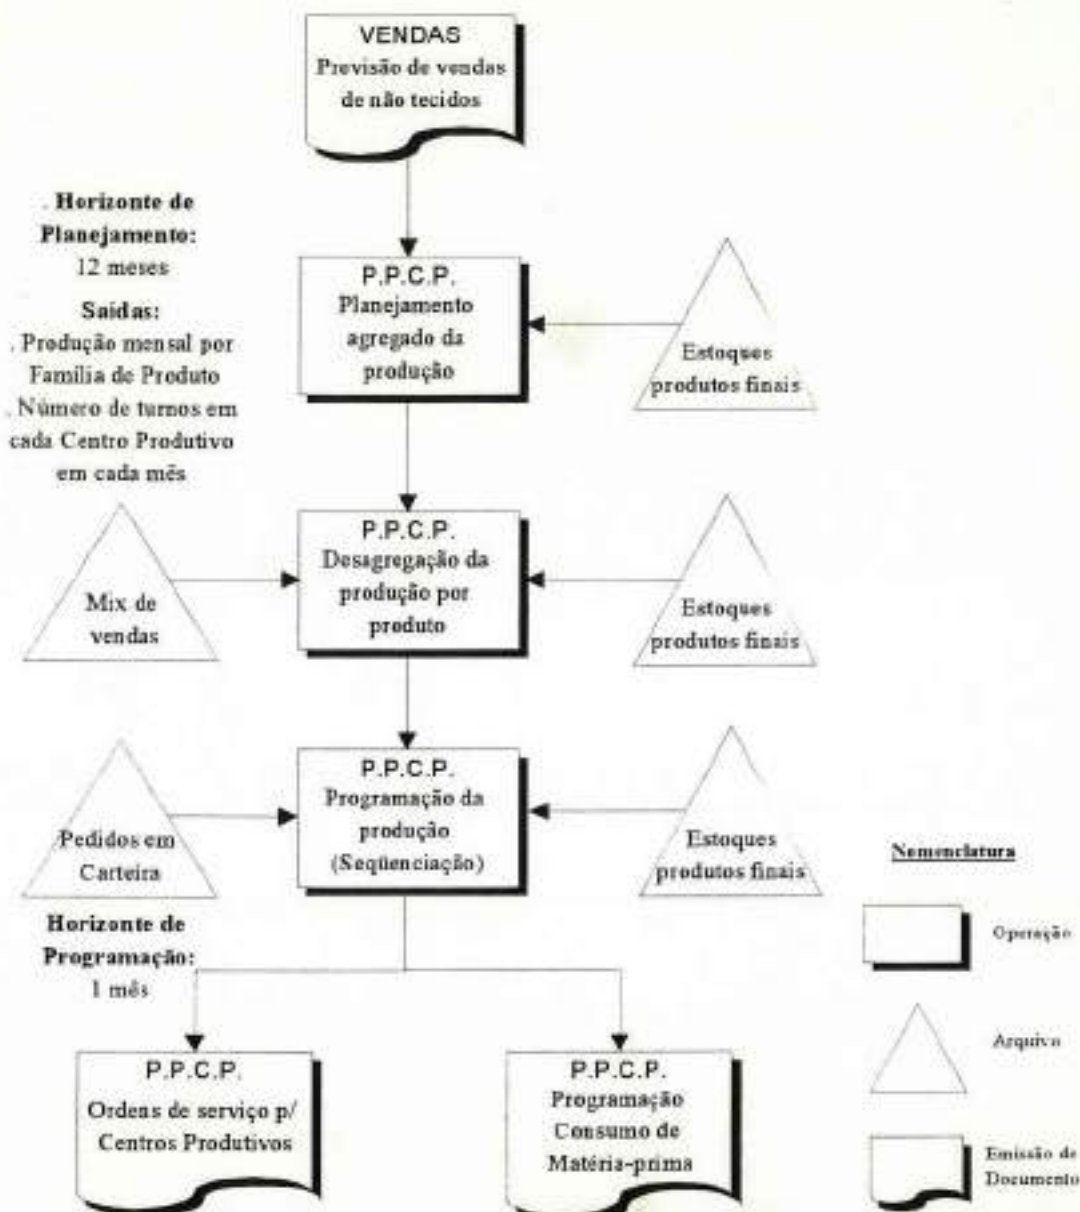 VENDAS
Previsão de vendas
de não tecidos
. Horizonte de
Planejamento:
12 meses
Saídas:
. Produção mensal por
Família de Produto
. Número de turnos em
cada Centro Produtivo
em cada mês
P.P.C.P.
Planejamento
agregado da
produção
Estoques
produtos finais
Mix de
vendas
P.P.C.P.
Desagregação da
produção por
produto
Estoques
produtos finais
Pedidos em
Carteira
P.P.C.P.
Programação da
produção
(Seqüenciação)
Estoques
produtos finais
Horizonte de
Programação:
1 mês
P.P.C.P.
Ordens de serviço p/
Centros Produtivos
P.P.C.P.
Programação
Consumo de
Matéria-prima
Nomenclatura
Operação
Arquivo
Emissão de
Documento